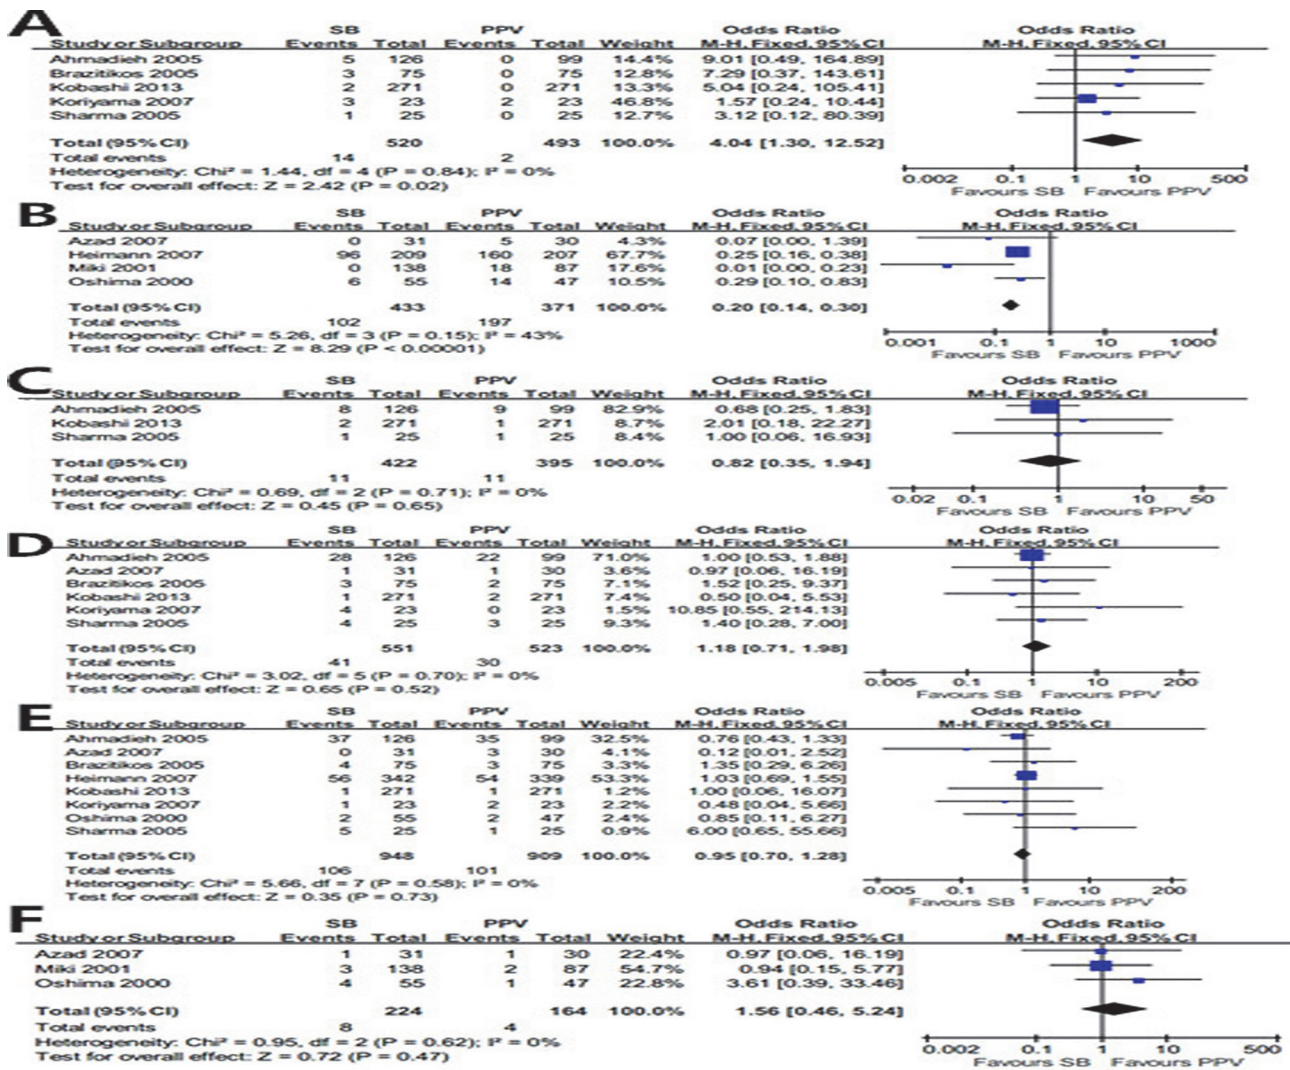 A
SB PPV Odds Ratio Odds Ratio
Study or Subgroup Events Total Events Total Weight M-H, Fixed, 95% CI M-H, Fixed, 95% CI
Ahmadieh 2005 5 126 0 99 14.4% 9.01 [0.49, 164.89]
Brazitikos 2005 3 75 0 75 12.8% 7.29 [0.37, 143.61]
Kobashi 2013 2 271 0 271 13.3% 5.04 [0.24, 105.41]
Koriyama 2007 3 23 2 23 46.8% 1.57 [0.24, 10.44]
Sharma 2005 1 25 0 25 12.7% 3.12 [0.12, 80.39]
Total (95% CI) 520 493 100.0% 4.04 [1.30, 12.52]
Total events 14 2
Heterogeneity: Chi² = 1.44, df = 4 (P = 0.84); I² = 0%
Test for overall effect: Z = 2.42 (P = 0.02)
0.002 0.1 1 10 500
Favours SB Favours PPV
B
SB PPV Odds Ratio Odds Ratio
Study or Subgroup Events Total Events Total Weight M-H, Fixed, 95% CI M-H, Fixed, 95% CI
Azad 2007 0 31 5 30 4.3% 0.07 [0.00, 1.39]
Heimann 2007 96 209 160 207 67.7% 0.25 [0.16, 0.38]
Miki 2001 0 138 18 87 17.6% 0.01 [0.00, 0.23]
Oshima 2000 6 55 14 47 10.5% 0.29 [0.10, 0.83]
Total (95% CI) 433 371 100.0% 0.20 [0.14, 0.30]
Total events 102 197
Heterogeneity: Chi² = 5.26, df = 3 (P = 0.15); I² = 43%
Test for overall effect: Z = 8.29 (P < 0.00001)
0.001 0.1 1 10 1000
Favours SB Favours PPV
C
SB PPV Odds Ratio Odds Ratio
Study or Subgroup Events Total Events Total Weight M-H, Fixed, 95% CI M-H, Fixed, 95% CI
Ahmadieh 2005 8 126 9 99 82.9% 0.68 [0.25, 1.83]
Kobashi 2013 2 271 1 271 8.7% 2.01 [0.18, 22.27]
Sharma 2005 1 25 1 25 8.4% 1.00 [0.06, 16.93]
Total (95% CI) 422 395 100.0% 0.82 [0.35, 1.94]
Total events 11 11
Heterogeneity: Chi² = 0.69, df = 2 (P = 0.71); I² = 0%
Test for overall effect: Z = 0.45 (P = 0.65)
0.02 0.1 1 10 50
Favours SB Favours PPV
D
SB PPV Odds Ratio Odds Ratio
Study or Subgroup Events Total Events Total Weight M-H, Fixed, 95% CI M-H, Fixed, 95% CI
Ahmadieh 2005 28 126 22 99 71.0% 1.00 [0.53, 1.88]
Azad 2007 1 31 1 30 3.6% 0.97 [0.06, 16.19]
Brazitikos 2005 3 75 2 75 7.1% 1.52 [0.25, 9.37]
Kobashi 2013 1 271 2 271 7.4% 0.50 [0.04, 5.53]
Koriyama 2007 4 23 0 23 1.5% 10.85 [0.55, 214.13]
Sharma 2005 4 25 3 25 9.3% 1.40 [0.28, 7.00]
Total (95% CI) 551 523 100.0% 1.18 [0.71, 1.98]
Total events 41 30
Heterogeneity: Chi² = 3.02, df = 5 (P = 0.70); I² = 0%
Test for overall effect: Z = 0.65 (P = 0.52)
0.005 0.1 1 10 200
Favours SB Favours PPV
E
SB PPV Odds Ratio Odds Ratio
Study or Subgroup Events Total Events Total Weight M-H, Fixed, 95% CI M-H, Fixed, 95% CI
Ahmadieh 2005 37 126 35 99 32.5% 0.76 [0.43, 1.33]
Azad 2007 0 31 3 30 4.1% 0.12 [0.01, 2.52]
Brazitikos 2005 4 75 3 75 3.3% 1.35 [0.29, 6.26]
Heimann 2007 56 342 54 339 53.3% 1.03 [0.69, 1.55]
Kobashi 2013 1 271 1 271 1.2% 1.00 [0.06, 16.07]
Koriyama 2007 1 23 2 23 2.2% 0.48 [0.04, 5.66]
Oshima 2000 2 55 2 47 2.4% 0.85 [0.11, 6.27]
Sharma 2005 5 25 1 25 0.9% 6.00 [0.65, 55.66]
Total (95% CI) 948 909 100.0% 0.95 [0.70, 1.28]
Total events 106 101
Heterogeneity: Chi² = 5.66, df = 7 (P = 0.58); I² = 0%
Test for overall effect: Z = 0.35 (P = 0.73)
0.005 0.1 1 10 200
Favours SB Favours PPV
F
SB PPV Odds Ratio Odds Ratio
Study or Subgroup Events Total Events Total Weight M-H, Fixed, 95% CI M-H, Fixed, 95% CI
Azad 2007 1 31 1 30 22.4% 0.97 [0.06, 16.19]
Miki 2001 3 138 2 87 54.7% 0.94 [0.15, 5.77]
Oshima 2000 4 55 1 47 22.8% 3.61 [0.39, 33.46]
Total (95% CI) 224 164 100.0% 1.56 [0.46, 5.24]
Total events 8 4
Heterogeneity: Chi² = 0.95, df = 2 (P = 0.62); I² = 0%
Test for overall effect: Z = 0.72 (P = 0.47)
0.002 0.1 1 10 500
Favours SB Favours PPV